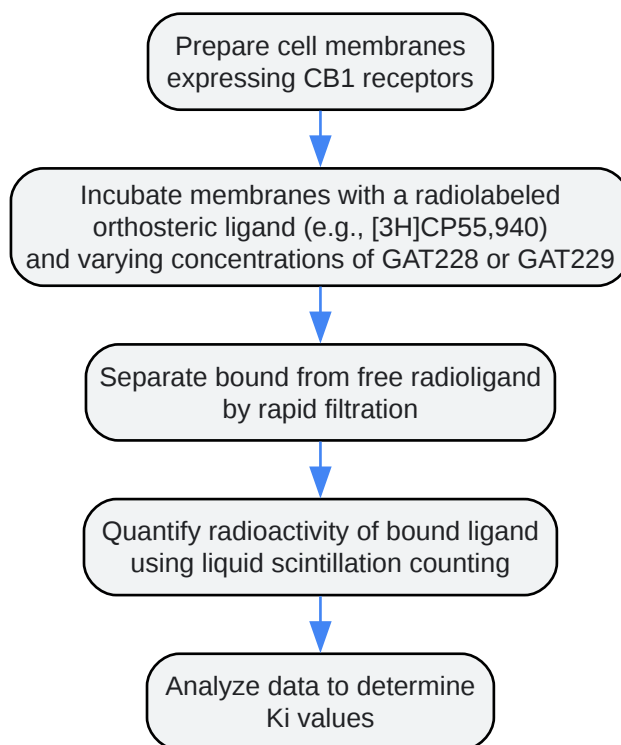 Prepare cell membranes
expressing CB1 receptors
Incubate membranes with a radiolabeled
orthosteric ligand (e.g., [3H]CP55,940)
and varying concentrations of GAT228 or GAT229
Separate bound from free radioligand
by rapid filtration
Quantify radioactivity of bound ligand
using liquid scintillation counting
Analyze data to determine
Ki values